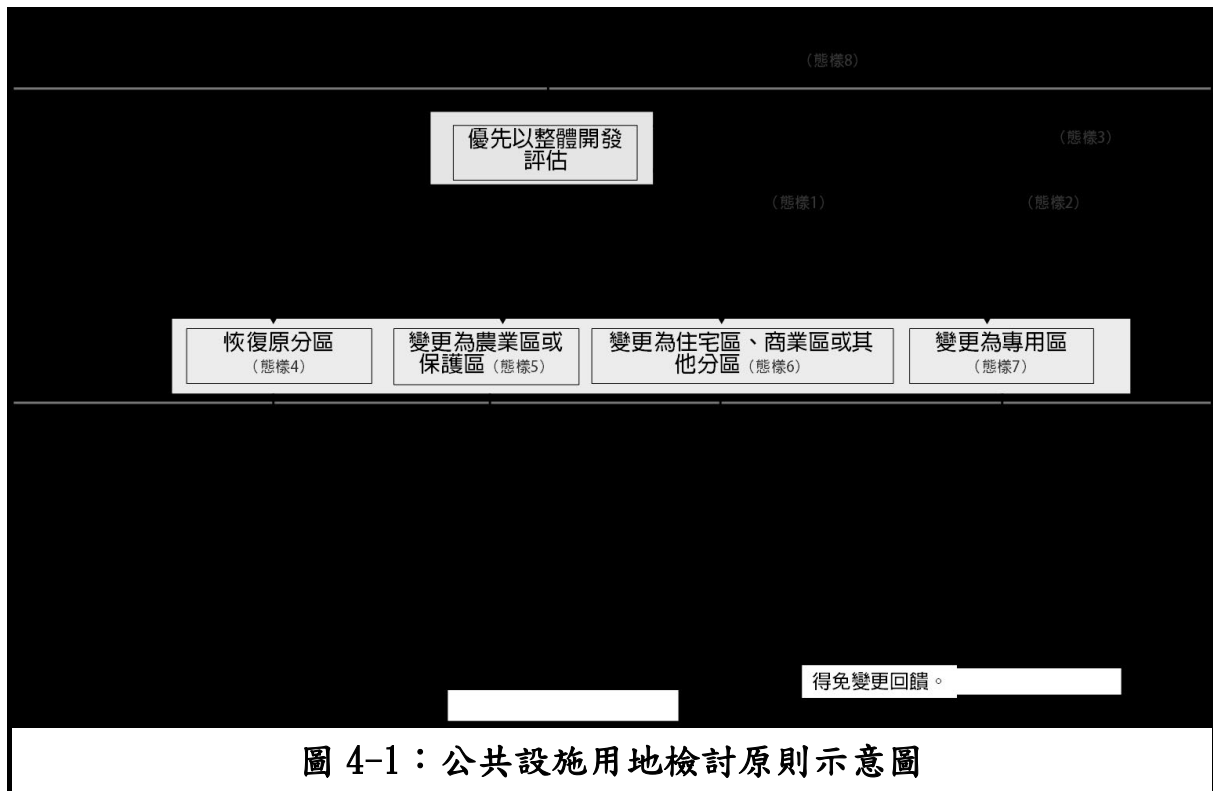 （態樣8）
優先以整體開發
評估
（態樣3）
（態樣1）
（態樣2）
恢復原分區
（態樣4）
變更為農業區或
保護區（態樣5）
變更為住宅區、商業區或其
他分區（態樣6）
變更為專用區
（態樣7）
得免變更回饋。
圖 4-1：公共設施用地檢討原則示意圖